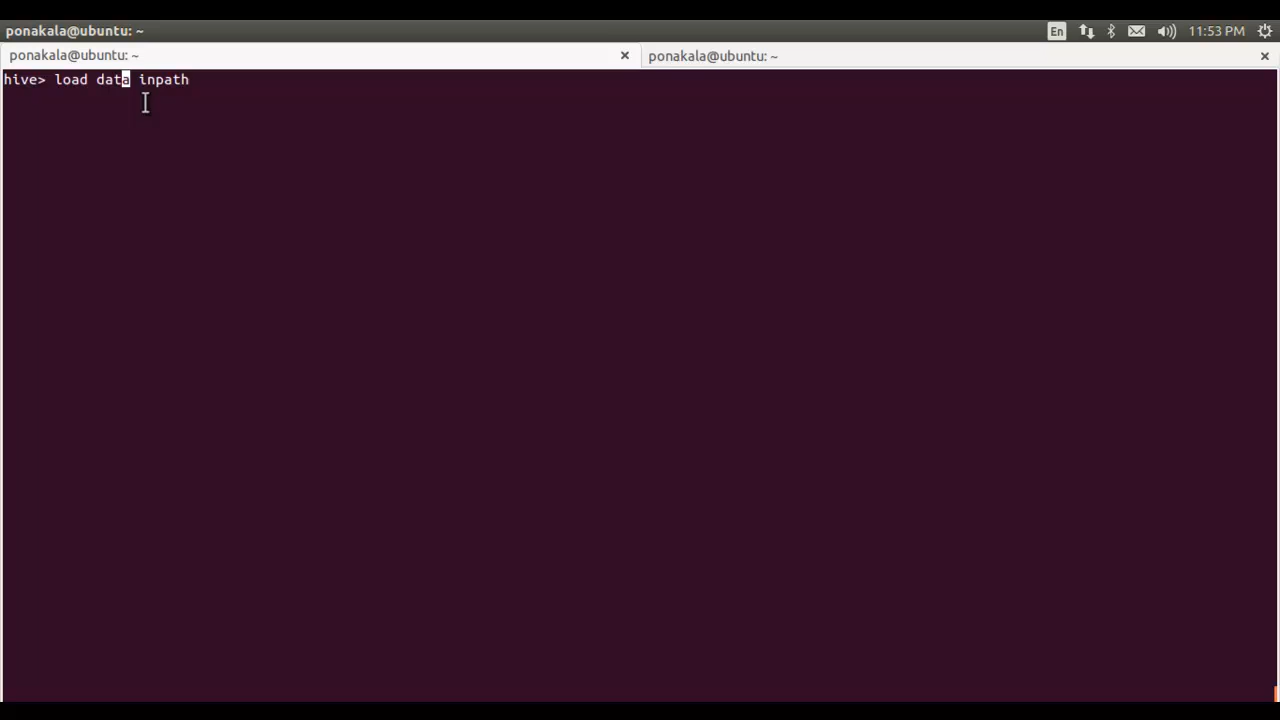 ponakala@ubuntu: ~
En
11:53 PM
ponakala@ubuntu: ~
ponakala@ubuntu: ~
hive> load data inpath